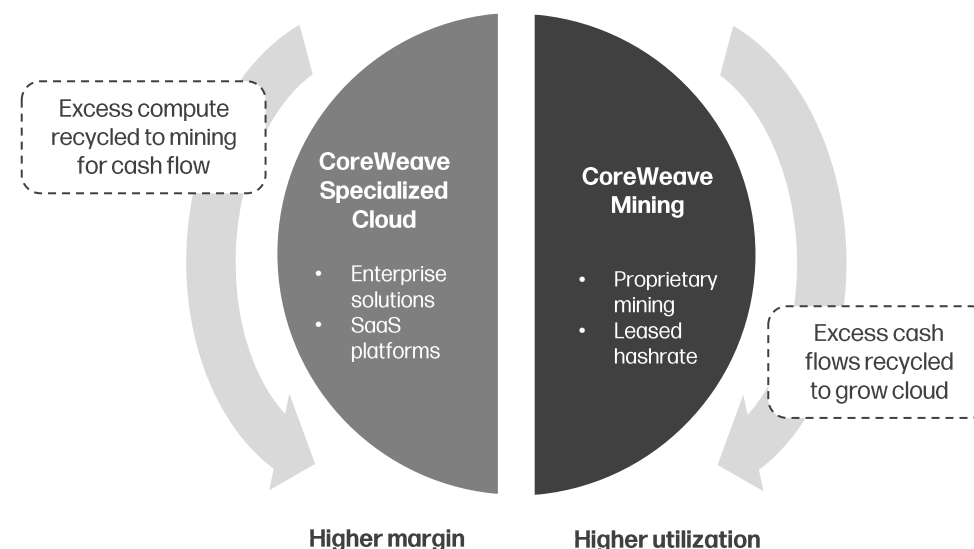 Excess compute
recycled to mining
for cash flow
CoreWeave
Specialized
Cloud
• Enterprise
solutions
• SaaS
platforms
CoreWeave
Mining
• Proprietary
mining
• Leased
hashrate
Excess cash
flows recycled
to grow cloud
Higher margin
Higher utilization